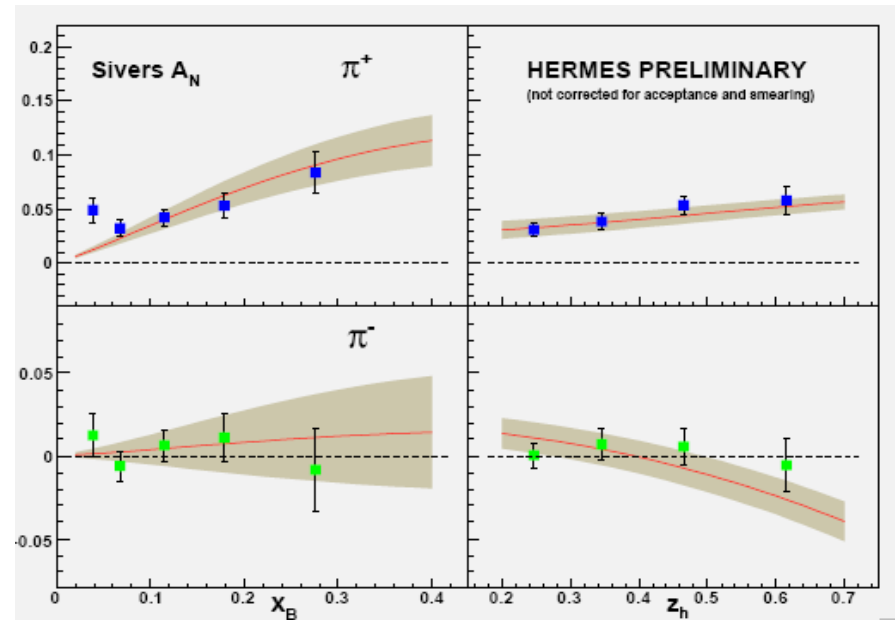 Sivers A_N
π⁺
HERMES PRELIMINARY
(not corrected for acceptance and smearing)
0.2
0.15
0.1
0.05
0
π⁻
0.05
0
-0.05
0 0.1 0.2 0.3 0.4
X_B
0.2 0.3 0.4 0.5 0.6 0.7
z_h